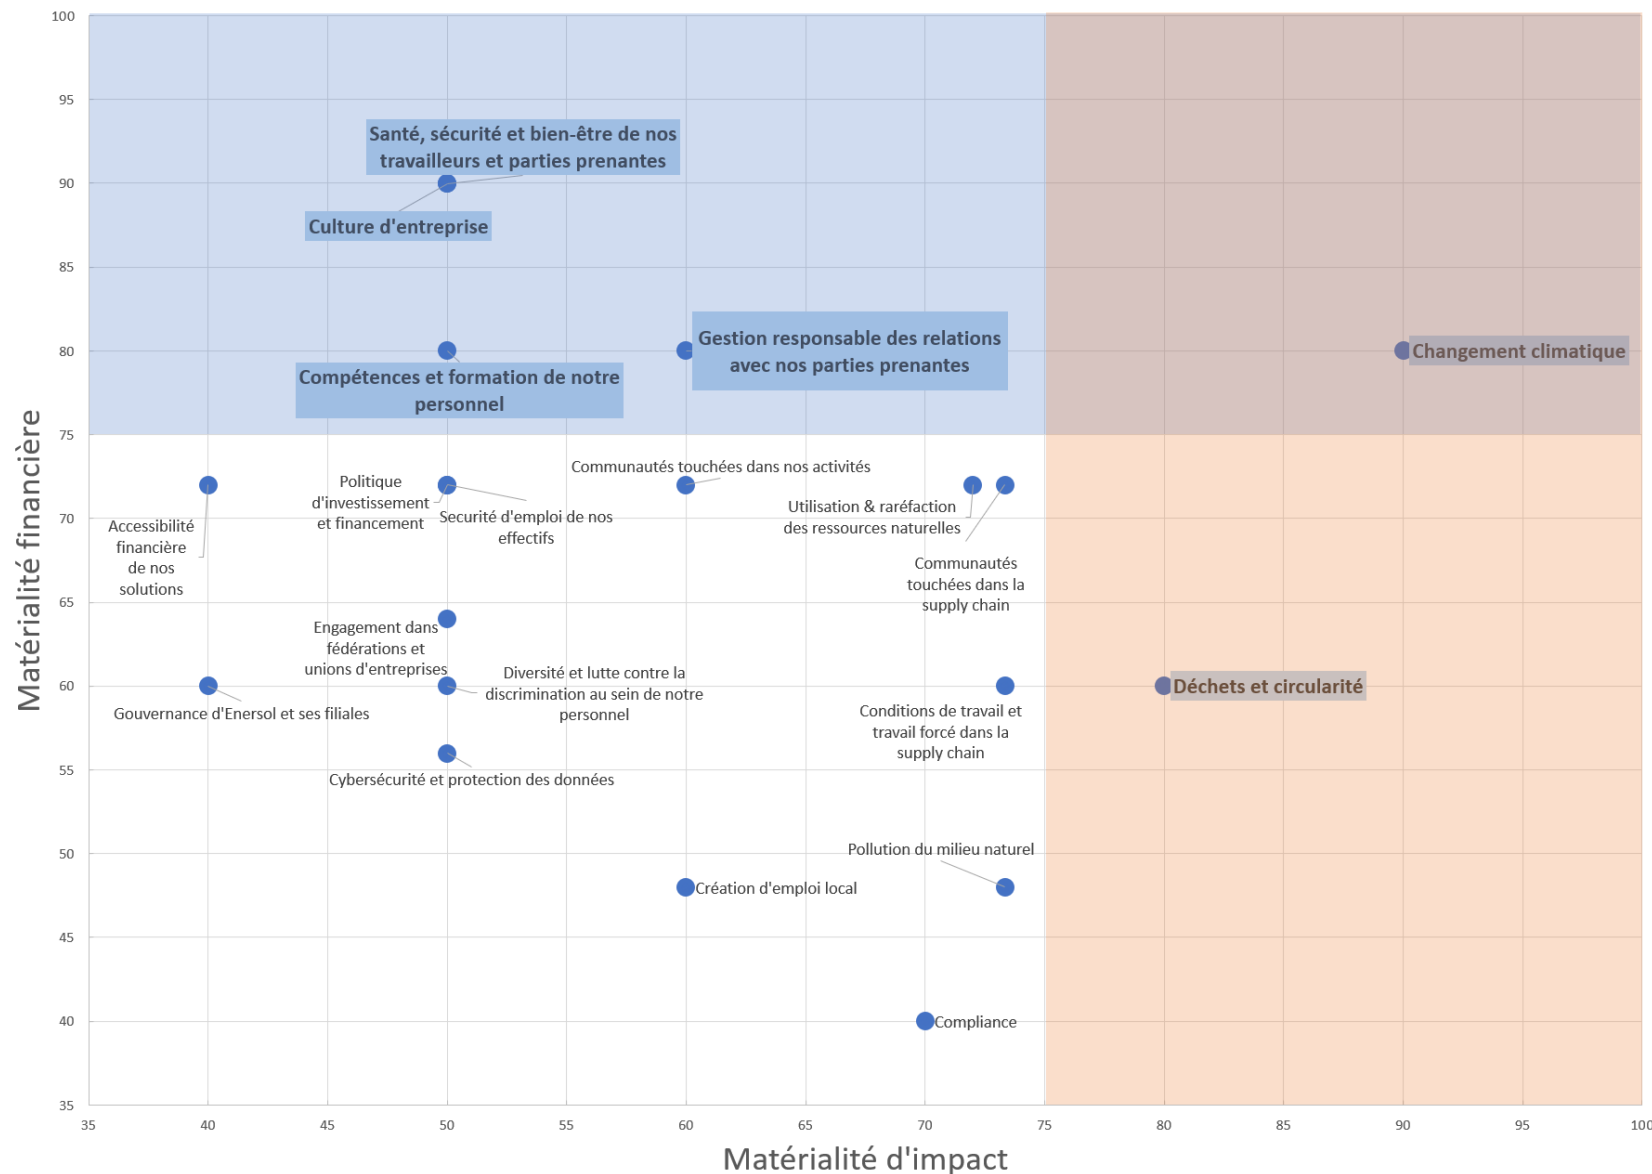 100
95
90
85
80
75
70
65
60
55
50
45
40
35
Matérialité financière
Santé, sécurité et bien-être de nos
travailleurs et parties prenantes
Culture d'entreprise
Gestion responsable des relations
avec nos parties prenantes
Changement climatique
Compétences et formation de notre
personnel
Communautés touchées dans nos activités
Politique
d'investissement
et financement
Securité d'emploi de nos
effectifs
Utilisation & raréfaction
des ressources naturelles
Accessibilité
financière
de nos
solutions
Communautés
touchées dans la
supply chain
Engagement dans
fédérations et
unions d'entreprises
Diversité et lutte contre la
discrimination au sein de notre
personnel
Déchets et circularité
Gouvernance d'Enersol et ses filiales
Conditions de travail et
travail forcé dans la
supply chain
Cybersécurité et protection des données
Pollution du milieu naturel
Création d'emploi local
Compliance
35
40
45
50
55
60
65
70
75
80
85
90
95
100
Matérialité d'impact